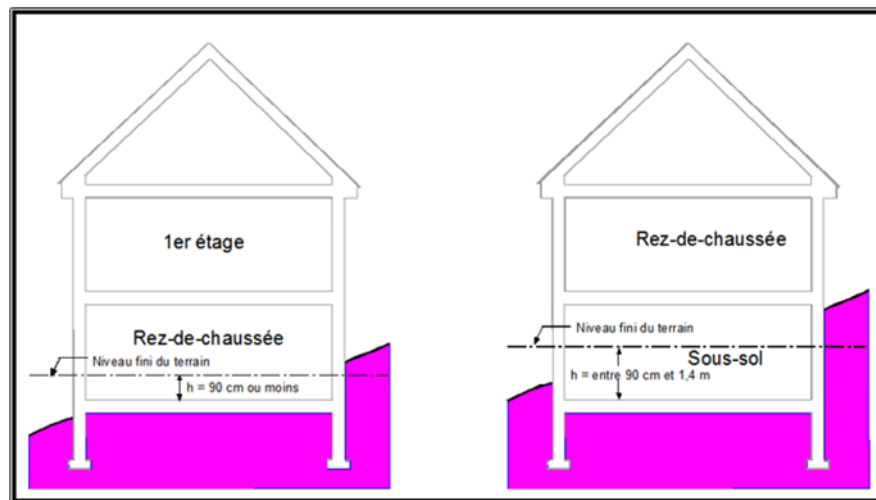 1er étage
Rez-de-chaussée
Niveau fini du terrain
h = 90 cm ou moins
Rez-de-chaussée
Niveau fini du terrain
Sous-sol
h = entre 90 cm et 1,4 m